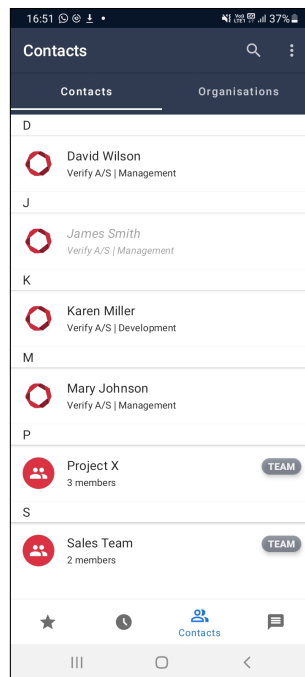 16:51 37%
Contacts
Contacts Organisations
D
David Wilson
Verify A/S | Management
J
James Smith
Verify A/S | Management
K
Karen Miller
Verify A/S | Development
M
Mary Johnson
Verify A/S | Management
P
Project X TEAM
3 members
S
Sales Team TEAM
2 members
Contacts